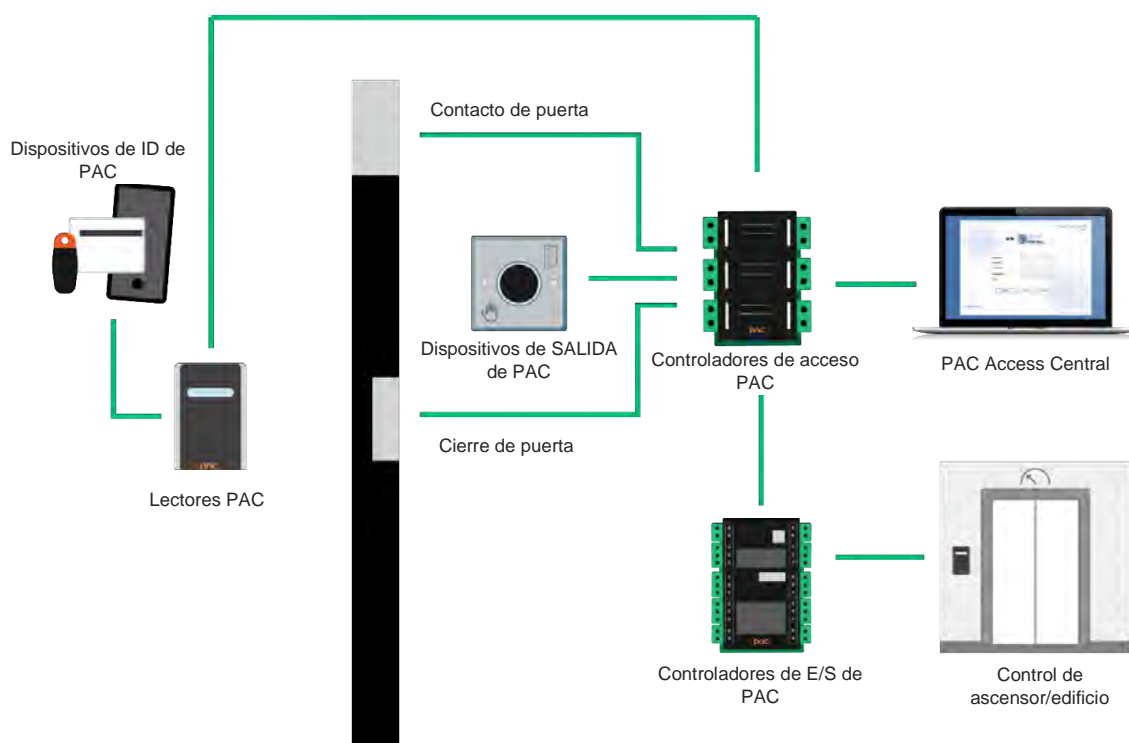 Contacto de puerta
Dispositivos de ID de
PAC
Dispositivos de SALIDA
de PAC
Controladores de acceso
PAC
PAC Access Central
Cierre de puerta
Lectores PAC
Controladores de E/S de
PAC
Control de
ascensor/edificio